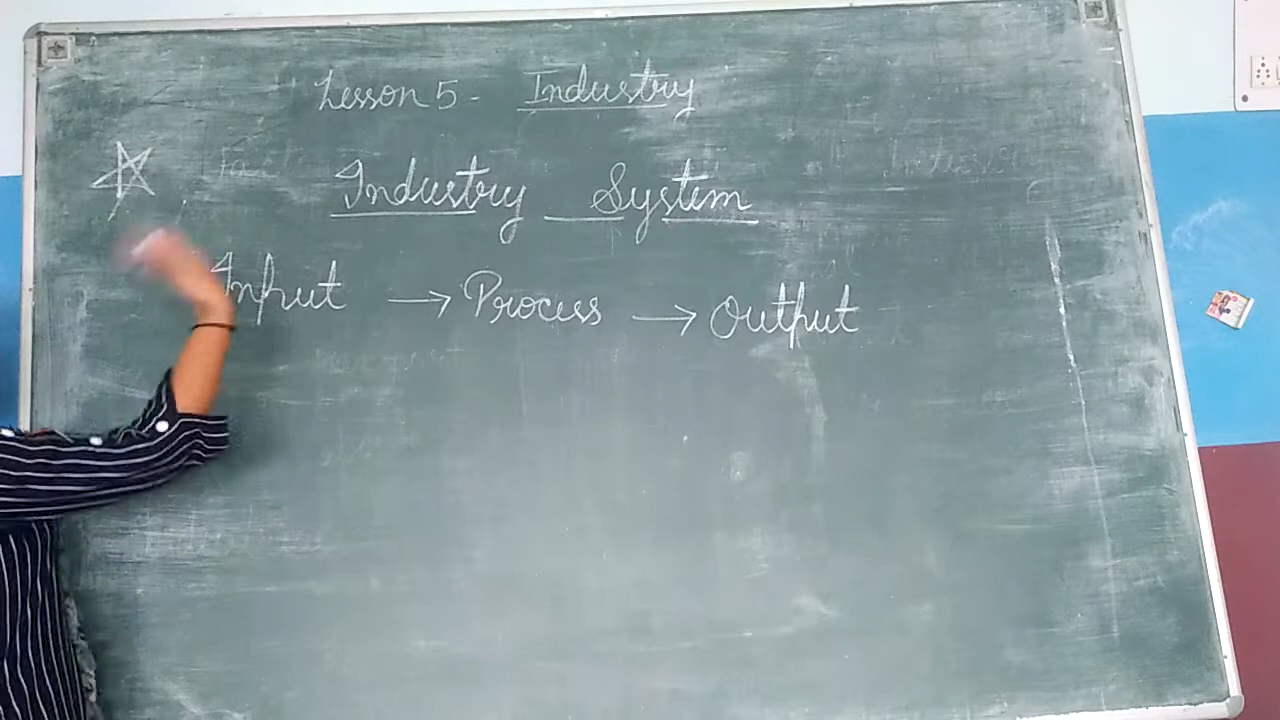 Lesson 5 - Industry
Industry System
Input → Process → Output